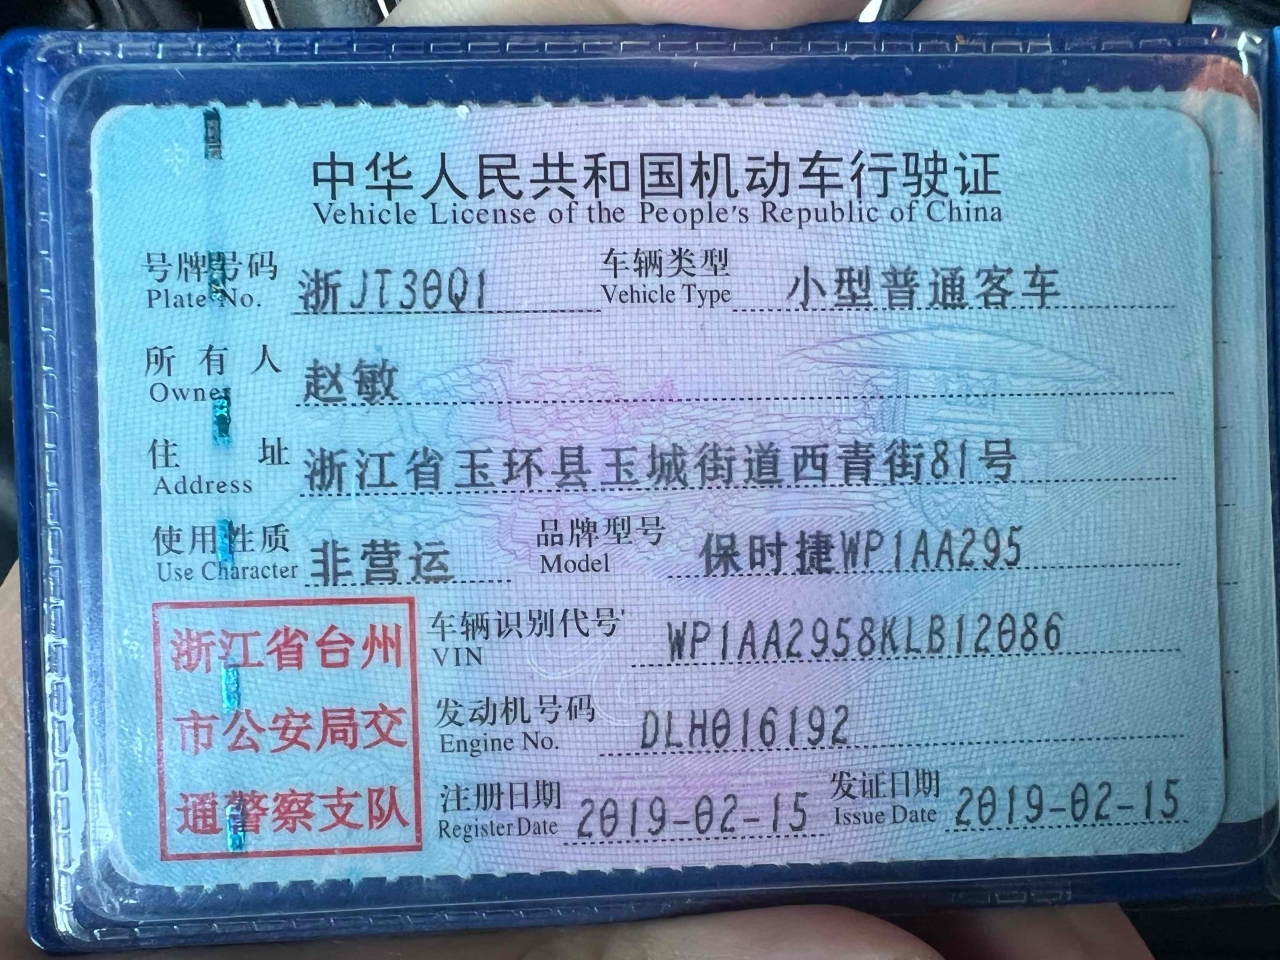 中华人民共和国机动车行驶证
Vehicle License of the People's Republic of China
号牌号码 浙JT30Q1 车辆类型 小型普通客车
Plate No. Vehicle Type
所有人 赵敏
Owner
住址 浙江省玉环县玉城街道西青街81号
Address
使用性质 非营运 品牌型号 保时捷WP1AA295
Use Character Model
车辆识别代号 WP1AA2958KLB12086
VIN
发动机号码 DLH016192
Engine No.
注册日期 2019-02-15 发证日期 2019-02-15
Register Date Issue Date
浙江省台州
市公安局交
通警察支队